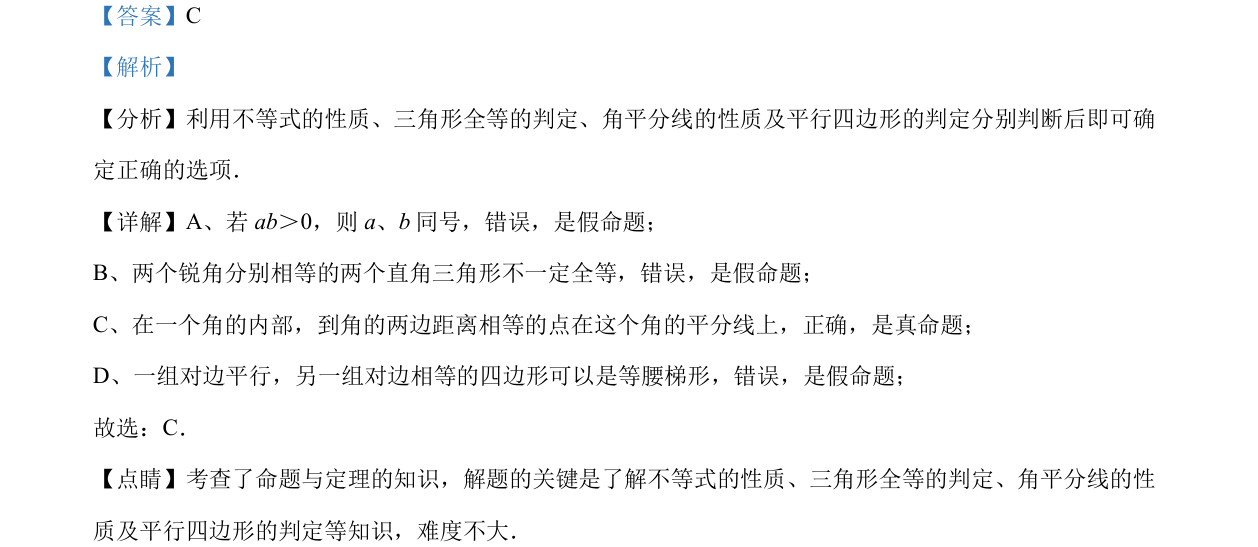 【答案】C
【解析】
【分析】利用不等式的性质、三角形全等的判定、角平分线的性质及平行四边形的判定分别判断后即可确
定正确的选项.
【详解】A、若 ab＞0，则 a、b 同号，错误，是假命题；
B、两个锐角分别相等的两个直角三角形不一定全等，错误，是假命题；
C、在一个角的内部，到角的两边距离相等的点在这个角的平分线上，正确，是真命题；
D、一组对边平行，另一组对边相等的四边形可以是等腰梯形，错误，是假命题；
故选：C.
【点睛】考查了命题与定理的知识，解题的关键是了解不等式的性质、三角形全等的判定、角平分线的性
质及平行四边形的判定等知识，难度不大.